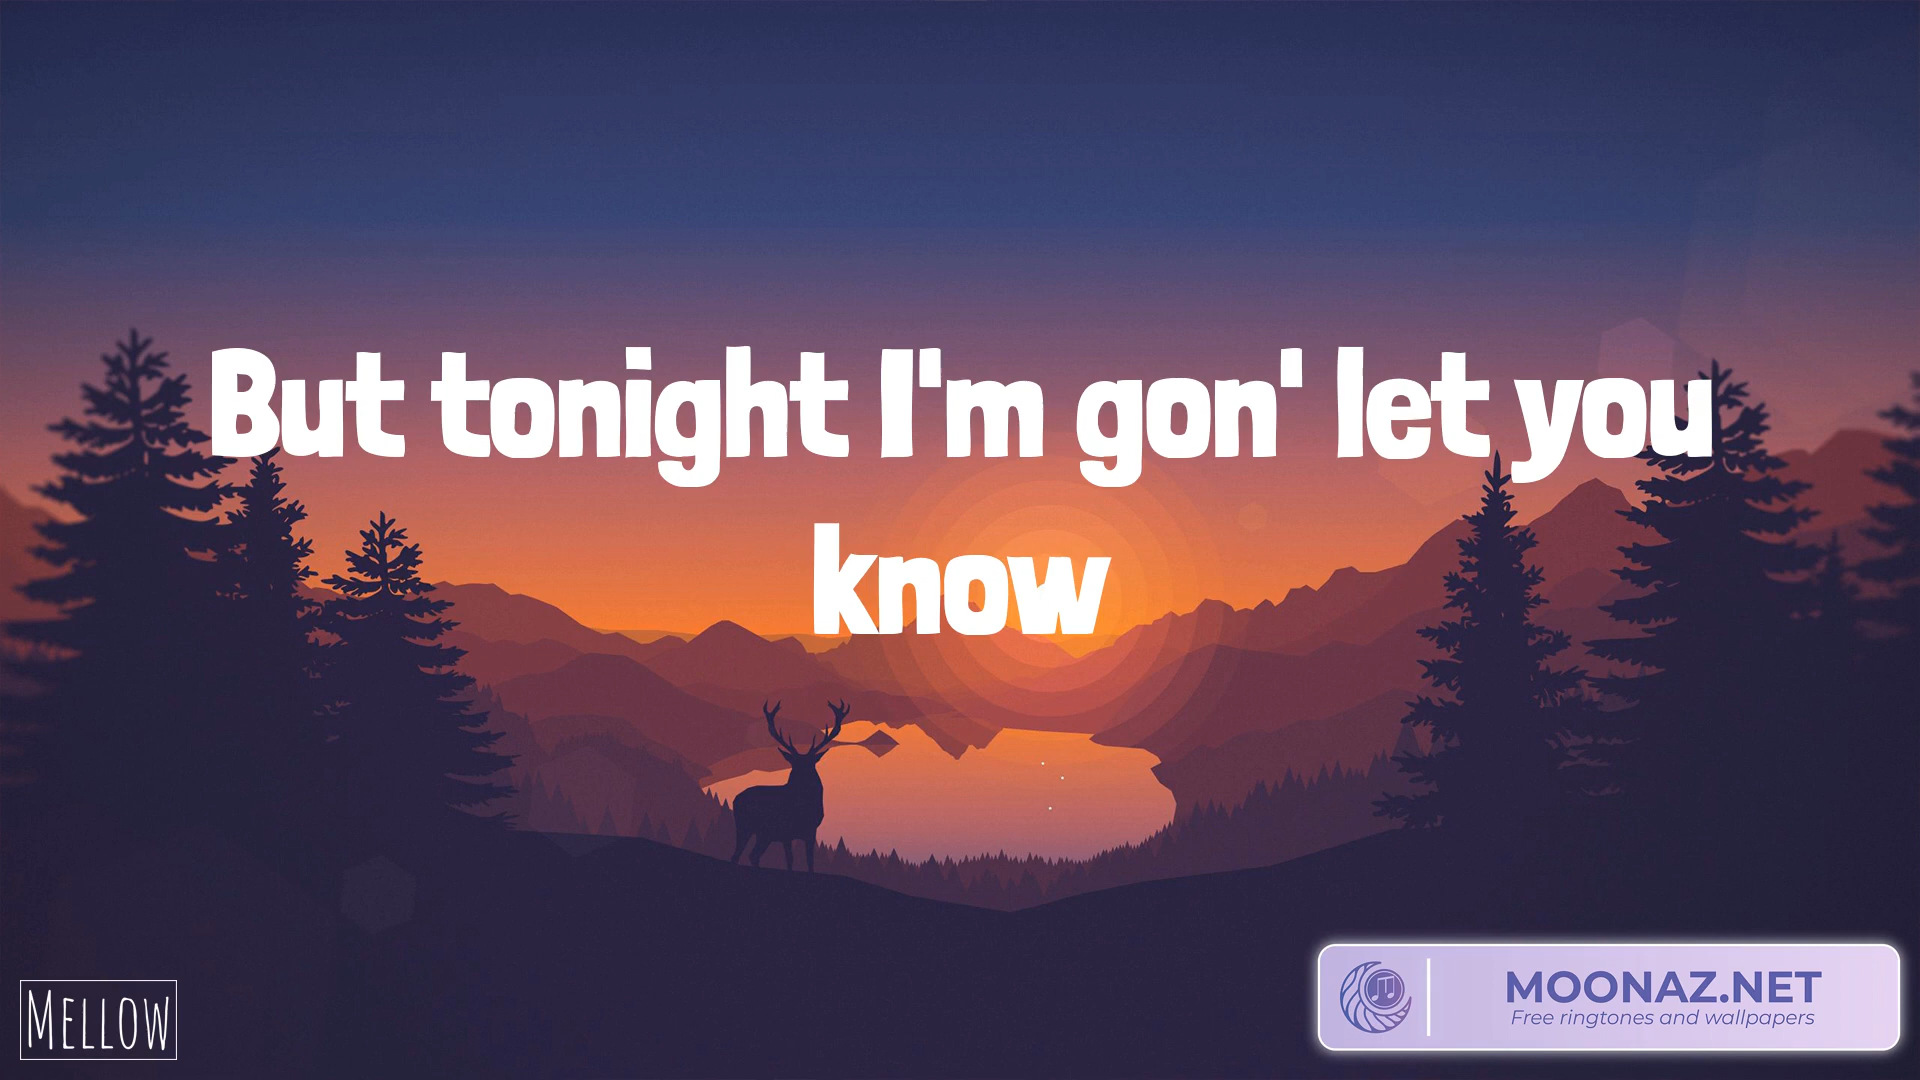 But tonight I'm gon' let you
know
MELLOW
MOONAZ.NET
Free ringtones and wallpapers